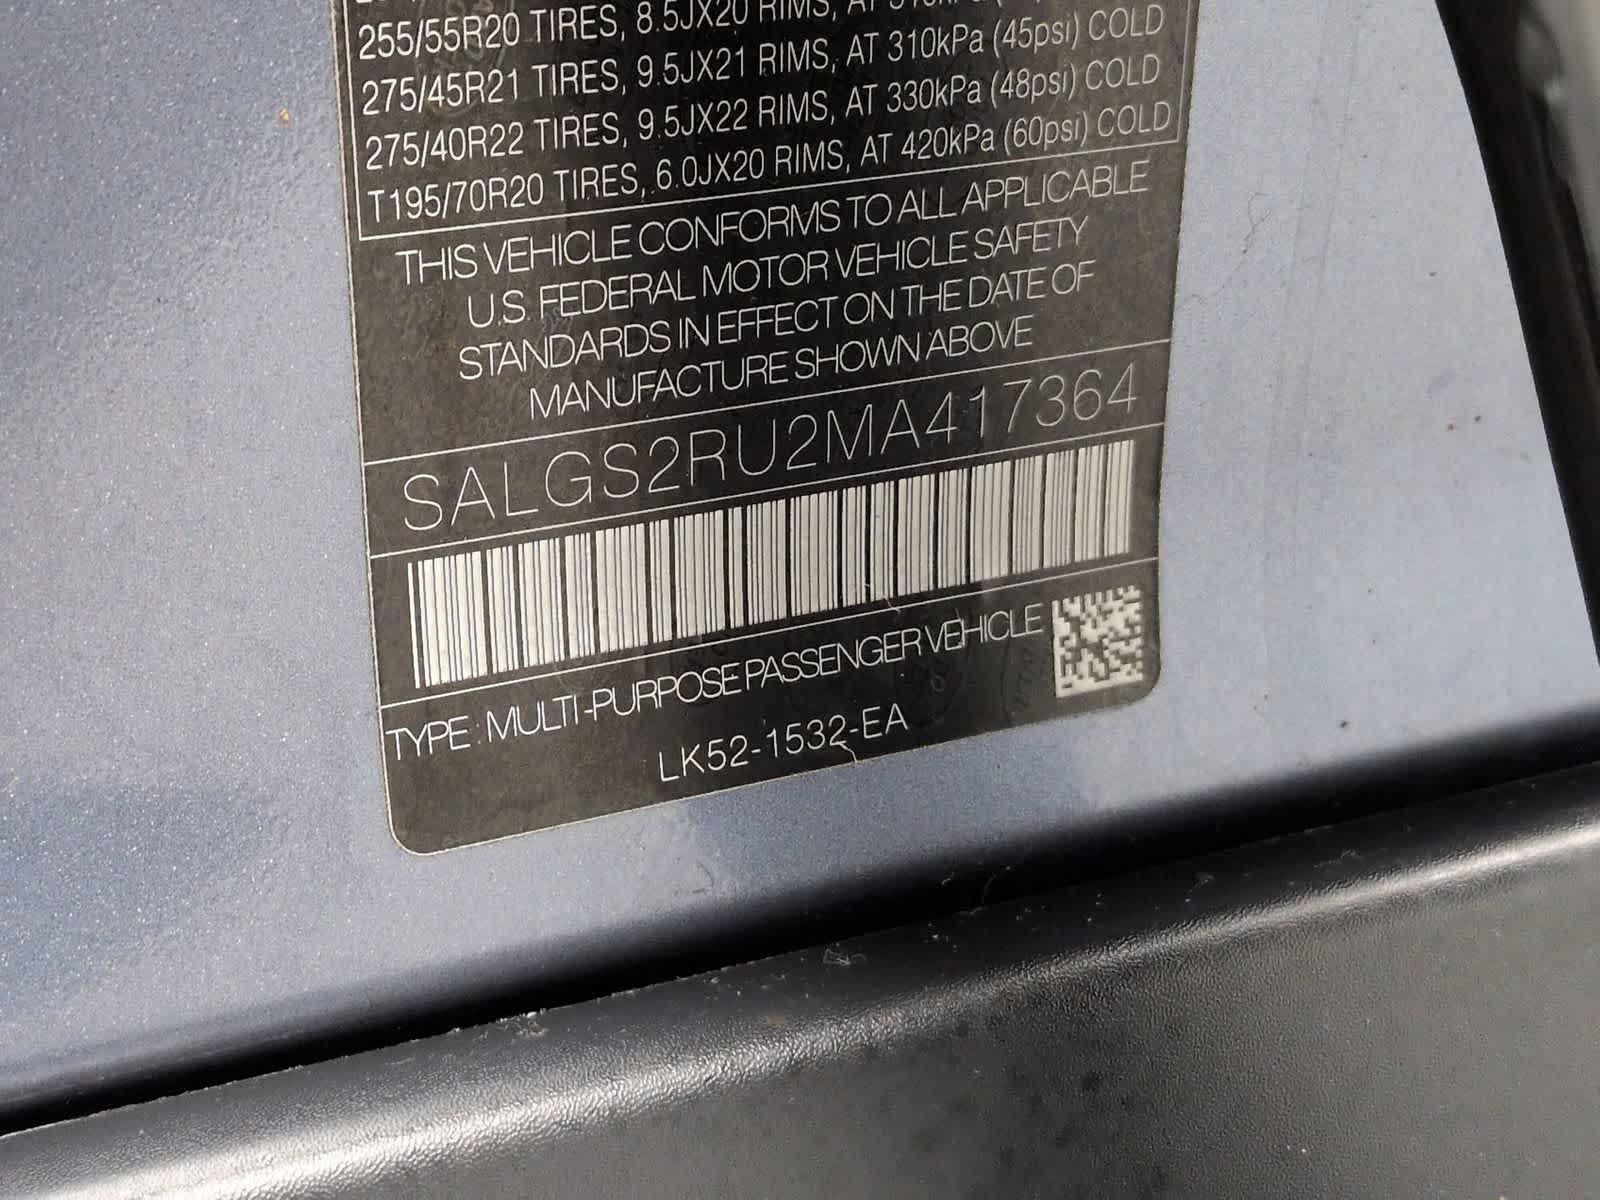 255/55R20 TIRES, 8.5JX20 RIMS, AT
275/45R21 TIRES, 9.5JX21 RIMS, AT 310kPa (45psi) COLD
275/40R22 TIRES, 9.5JX22 RIMS, AT 330kPa (48psi) COLD
T195/70R20 TIRES, 6.0JX20 RIMS, AT 420kPa (60psi) COLD
THIS VEHICLE CONFORMS TO ALL APPLICABLE
U.S. FEDERAL MOTOR VEHICLE SAFETY
STANDARDS IN EFFECT ON THE DATE OF
MANUFACTURE SHOWN ABOVE
SALGS2RU2MA417364
TYPE: MULTI-PURPOSE PASSENGER VEHICLE
LK52-1532-EA